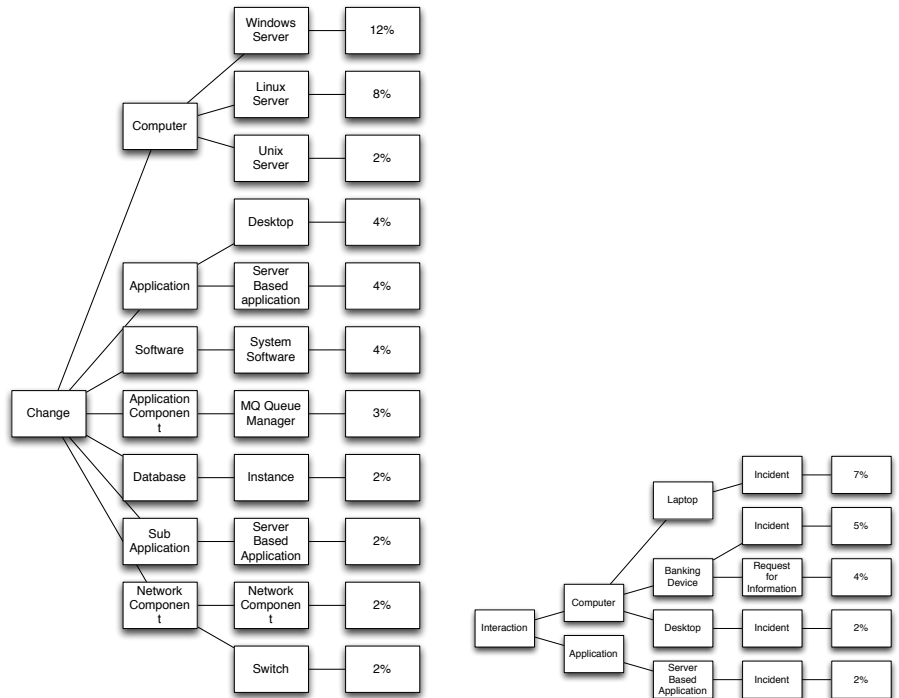 Windows
Server
12%
Linux
Server
8%
Computer
Unix
Server
2%
Desktop
4%
Application
Server
Based
application
4%
Software
System
Software
4%
Change
Application
Componen
t
MQ Queue
Manager
3%
Database
Instance
2%
Sub
Application
Server
Based
Application
2%
Network
Componen
t
Network
Componen
t
2%
Switch
2%
Interaction
Computer
Laptop
Incident
7%
Banking
Device
Incident
5%
Request
for
Information
4%
Desktop
Incident
2%
Application
Server
Based
Application
Incident
2%